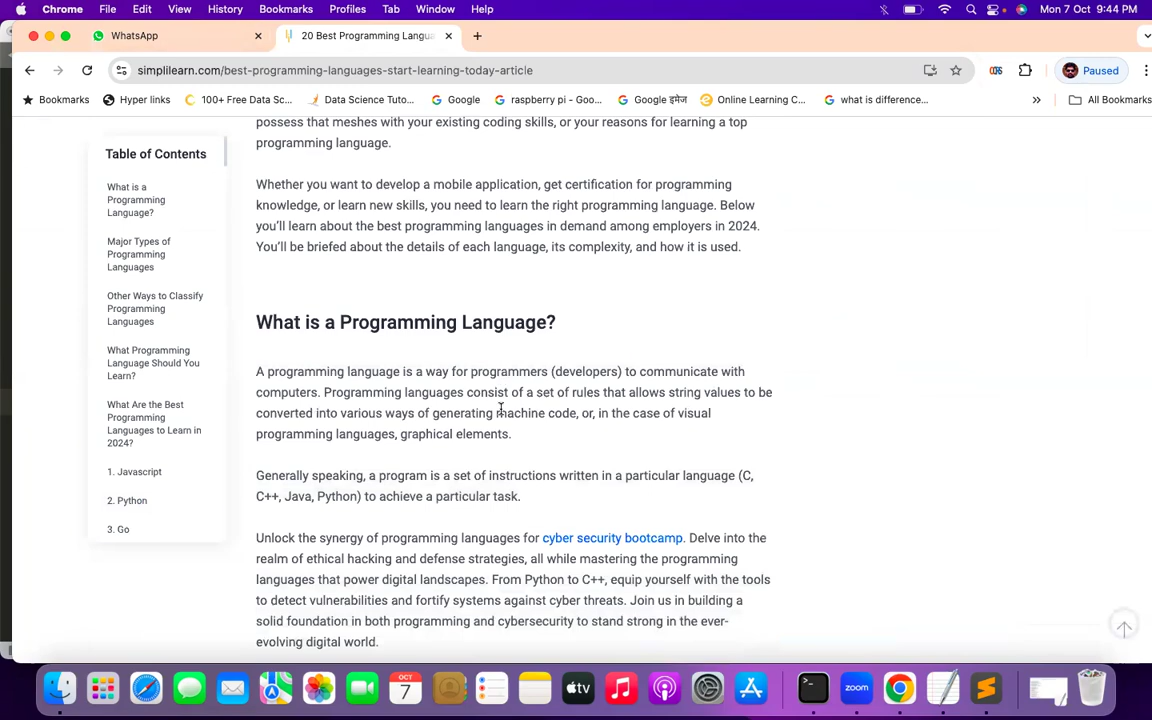 Chrome File Edit View History Bookmarks Profiles Tab Window Help Mon 7 Oct 9:44 PM
WhatsApp 20 Best Programming Langua
simplilearn.com/best-programming-languages-start-learning-today-article Paused
Bookmarks Hyper links 100+ Free Data Sc... Data Science Tuto... Google raspberry pi - Goo... Google इमेज Online Learning C... what is difference... All Bookmarks
possess that meshes with your existing coding skills, or your reasons for learning a top
programming language.
Whether you want to develop a mobile application, get certification for programming
knowledge, or learn new skills, you need to learn the right programming language. Below
you'll learn about the best programming languages in demand among employers in 2024.
You'll be briefed about the details of each language, its complexity, and how it is used.
What is a Programming Language?
A programming language is a way for programmers (developers) to communicate with
computers. Programming languages consist of a set of rules that allows string values to be
converted into various ways of generating machine code, or, in the case of visual
programming languages, graphical elements.
Generally speaking, a program is a set of instructions written in a particular language (C,
C++, Java, Python) to achieve a particular task.
Unlock the synergy of programming languages for cyber security bootcamp. Delve into the
realm of ethical hacking and defense strategies, all while mastering the programming
languages that power digital landscapes. From Python to C++, equip yourself with the tools
to detect vulnerabilities and fortify systems against cyber threats. Join us in building a
solid foundation in both programming and cybersecurity to stand strong in the ever-
evolving digital world.
Table of Contents
What is a
Programming
Language?
Major Types of
Programming
Languages
Other Ways to Classify
Programming
Languages
What Programming
Language Should You
Learn?
What Are the Best
Programming
Languages to Learn in
2024?
1. Javascript
2. Python
3. Go
OCT
7
tv
zoom